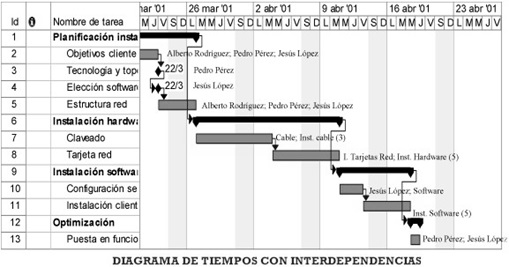 mar '01 26 mar '01 2 abr '01 9 abr '01 16 abr '01 23 abr '01
Id Nombre de tarea M J V S D L M M J V S D L M M J V S D L M M J V S D L M M J V S D L M M J V
1 Planificación insta
2 Objetivos cliente Alberto Rodriguez; Pedro Pérez; Jesús López
3 Tecnología y topo 22/3 Pedro Pérez
4 Elección software 22/3 Jesús López
5 Estructura red Alberto Rodríguez; Pedro Pérez; Jesús López
6 Instalación hardwa
7 Claveado Cable; Inst. cable (3)
8 Tarjeta red I. Tarjetas Red; Inst. Hardware (5)
9 Instalación software
10 Configuración se Jesús López; Software
11 Instalación client Inst. Software (5)
12 Optimización
13 Puesta en funcio Pedro Pérez; Jesús López
DIAGRAMA DE TIEMPOS CON INTERDEPENDENCIAS